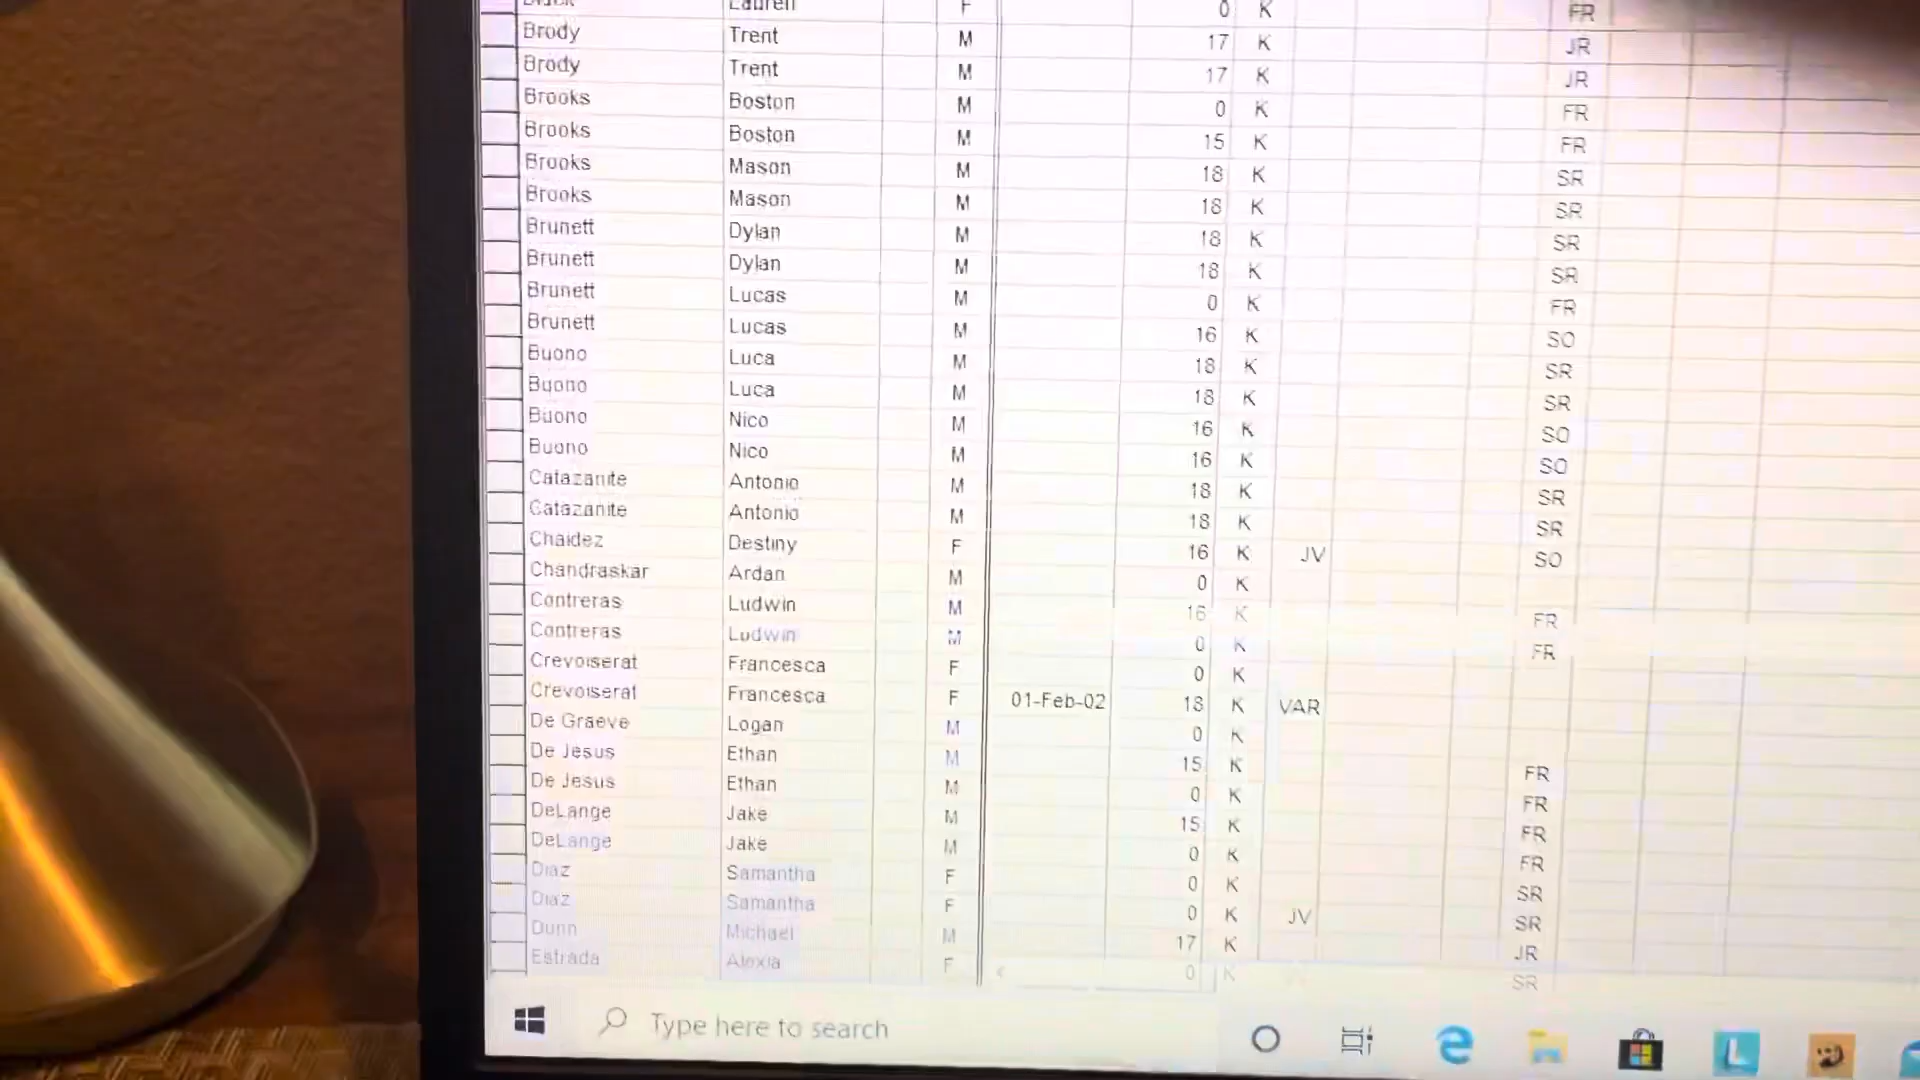 Black Lauren F 0 K FR
Brody Trent M 17 K JR
Brody Trent M 17 K JR
Brooks Boston M 0 K FR
Brooks Boston M 15 K FR
Brooks Mason M 18 K SR
Brooks Mason M 18 K SR
Brunett Dylan M 18 K SR
Brunett Dylan M 18 K SR
Brunett Lucas M 0 K FR
Brunett Lucas M 16 K SO
Buono Luca M 18 K SR
Buono Luca M 18 K SR
Buono Nico M 16 K SO
Buono Nico M 16 K SO
Catazanite Antonio M 18 K SR
Catazanite Antonio M 18 K SR
Chaidez Destiny F 16 K JV SO
Chandraskar Ardan M 0 K
Contreras Ludwin M 16 K FR
Contreras Ludwin M 0 K FR
Crevoiserat Francesca F 0 K
Crevoiserat Francesca F 01-Feb-02 18 K VAR
De Graeve Logan M 0 K
De Jesus Ethan M 15 K FR
De Jesus Ethan M 0 K FR
DeLange Jake M 15 K FR
DeLange Jake M 0 K FR
Diaz Samantha F 0 K SR
Diaz Samantha F 0 K JV SR
Dunn Michael M 17 K JR
Estrada Alexia F 0 K SR
Type here to search